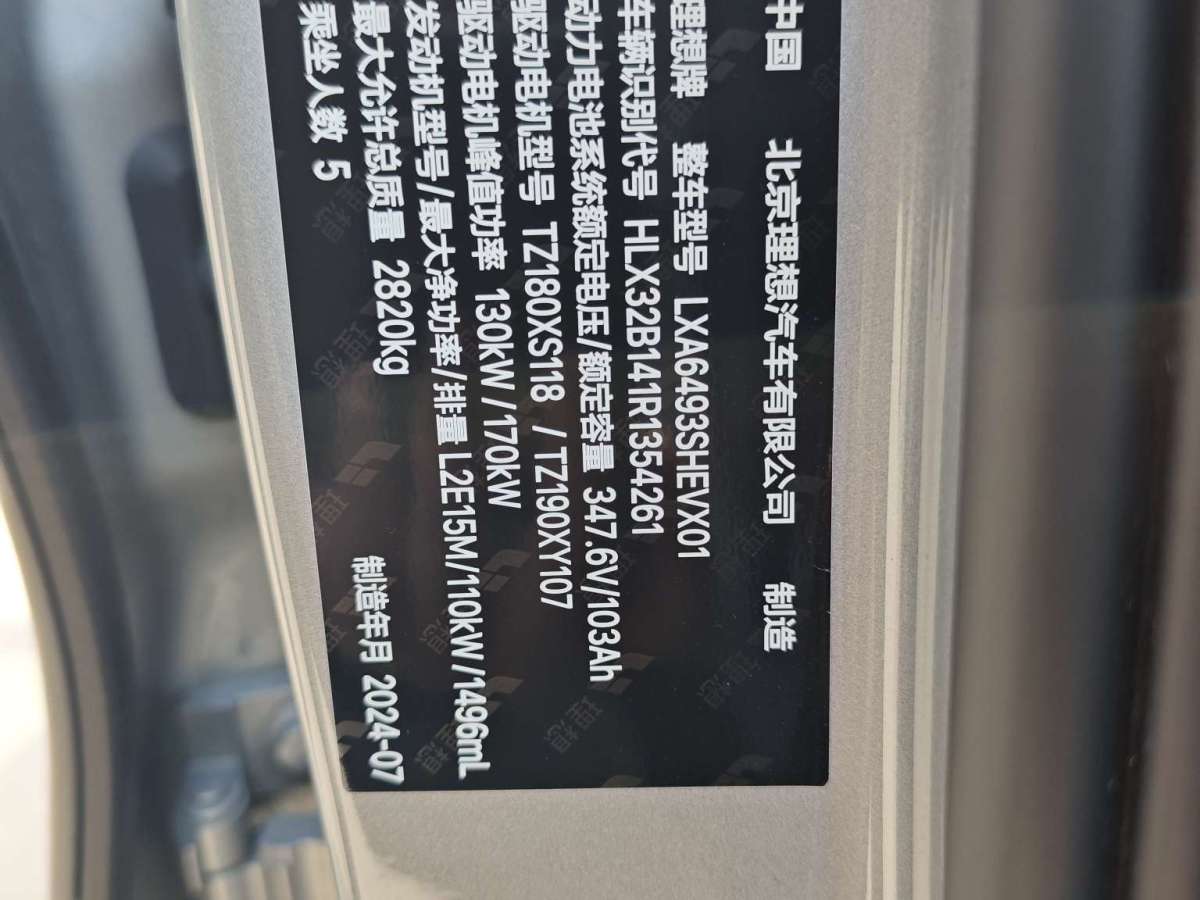 中国 北京理想汽车有限公司 制造
理想牌 整车型号 LXA6493SHEVX01
车辆识别代号 HLX32B141R1354261
动力电池系统额定电压/额定容量 347.6V/103Ah
驱动电机型号 TZ180XS118 / TZ190XY107
驱动电机峰值功率 130kW/170kW
发动机型号/最大净功率/排量 L2E15M/110kW/1496mL
最大允许总质量 2820kg 制造年月 2024-07
乘坐人数 5